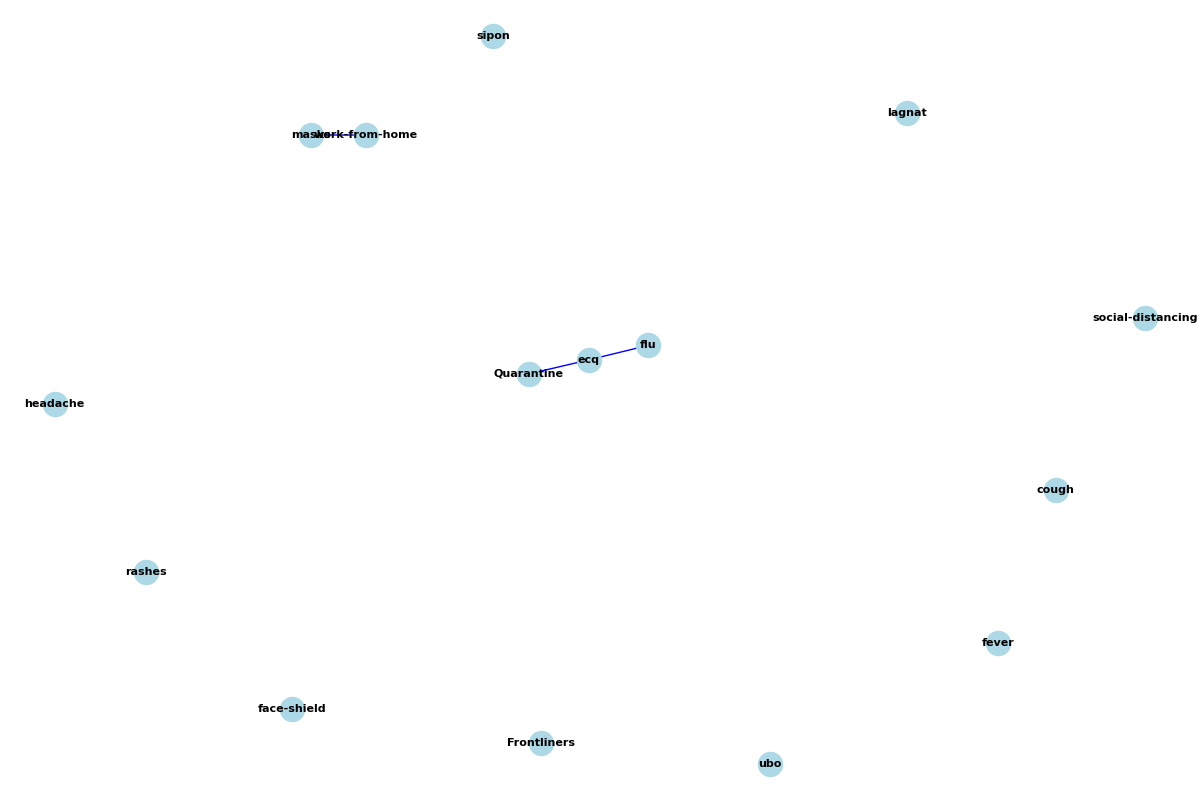 sipon
lagnat
masks
work-from-home
social-distancing
flu
ecq
Quarantine
headache
cough
rashes
fever
face-shield
Frontliners
ubo